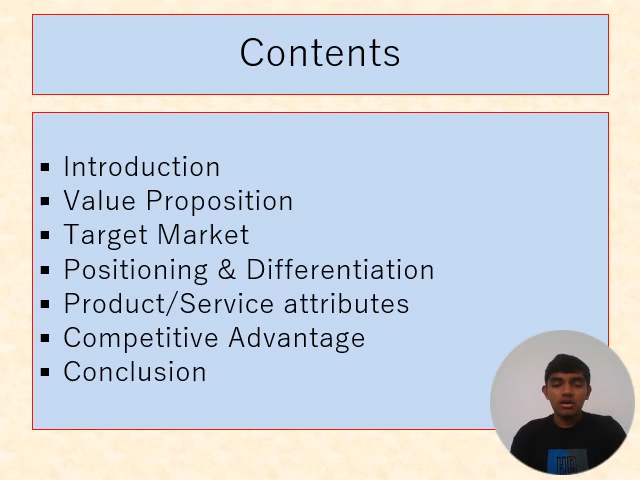 Contents
Introduction
Value Proposition
Target Market
Positioning & Differentiation
Product/Service attributes
Competitive Advantage
Conclusion